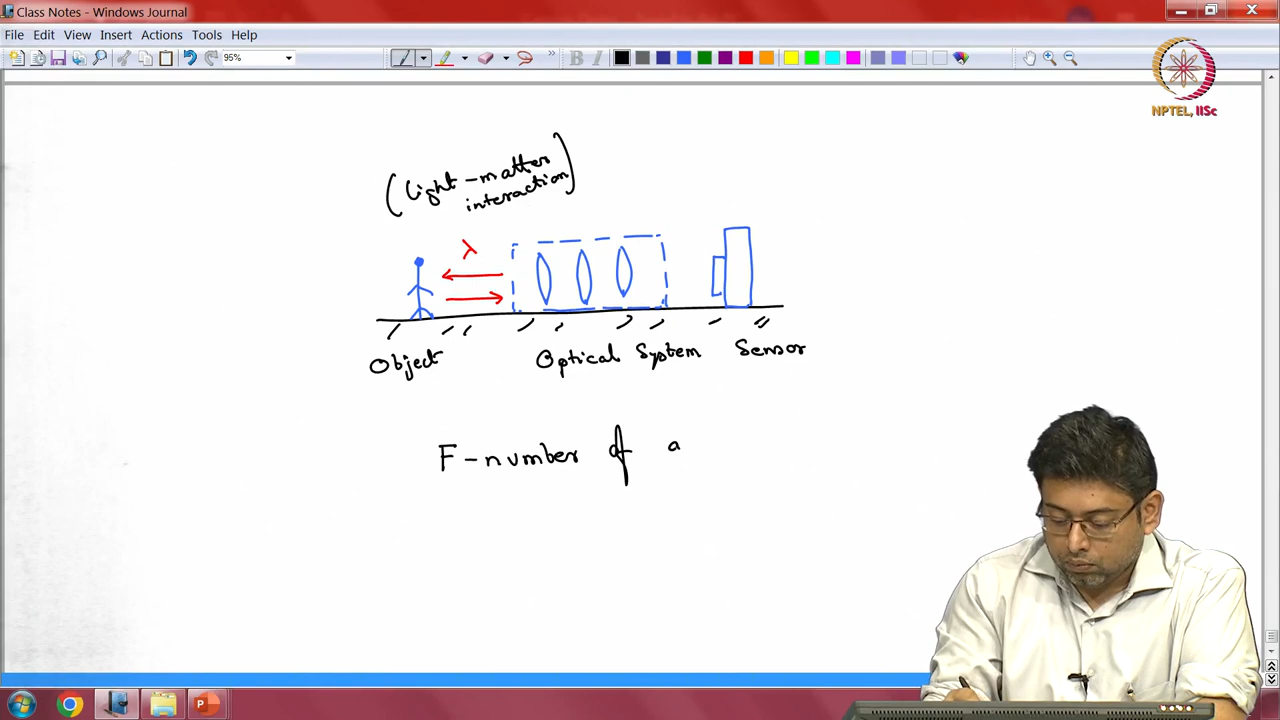 Class Notes - Windows Journal
File Edit View Insert Actions Tools Help
95%
B I
NPTEL, IISc
(light-matter
interaction)
λ
Object Optical System Sensor
F-number of a